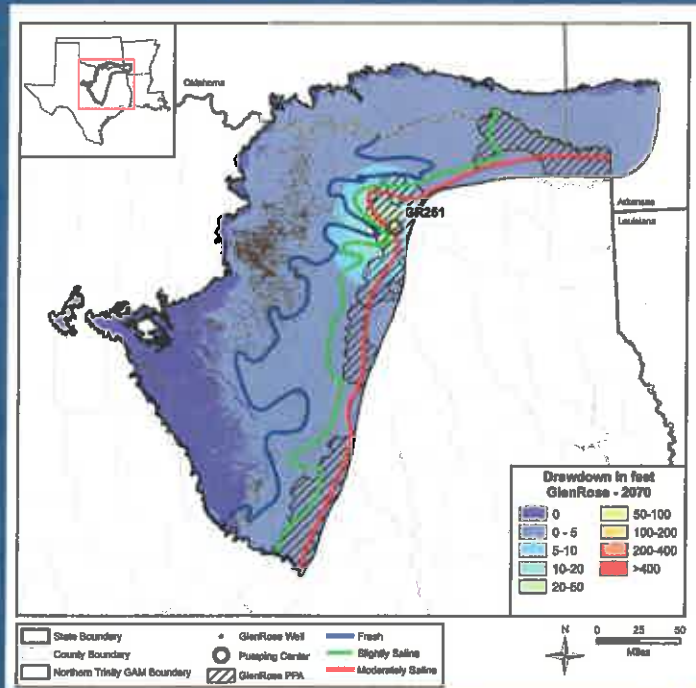 Oklahoma
GR251
Arkansas
Louisiana
Drawdown in feet
GlenRose - 2070
0
0 - 5
5-10
10-20
20-50
50-100
100-200
200-400
>400
State Boundary
County Boundary
Northern Trinity GAM Boundary
GlenRose Well
Pumping Center
GlenRose PPA
Fresh
Slightly Saline
Moderately Saline
N
0 25 50
Miles